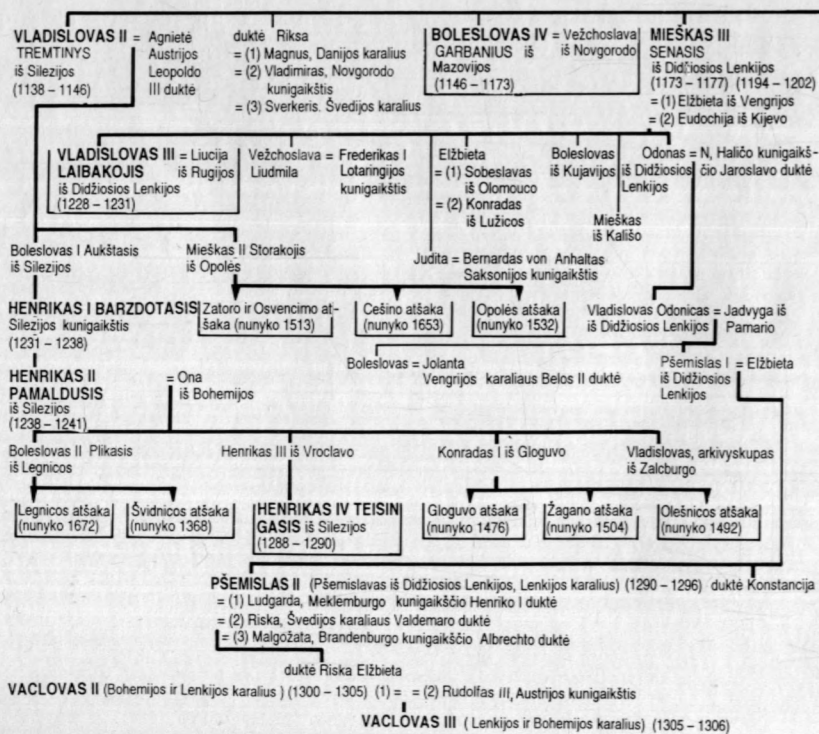 VLADISLOVAS II = Agnietė
TREMTINYS Austrijos
iš Silezijos Leopoldo
(1138 – 1146) III duktė
duktė Riksa
= (1) Magnus, Danijos karalius
= (2) Vladimiras, Novgorodo
kunigaikštis
= (3) Sverkeris. Švedijos karalius
BOLESLOVAS IV = Vežchoslava
GARBANIUS iš iš Novgorodo
Mazovijos
(1146 – 1173)
MIEŠKAS III
SENASIS
iš Didžiosios Lenkijos
(1173 – 1177) (1194 – 1202)
= (1) Elžbieta iš Vengrijos
= (2) Eudochija iš Kijevo
VLADISLOVAS III = Liucija
LAIBAKOJIS iš Rugijos
iš Didžiosios Lenkijos
(1228 – 1231)
Vežchoslava = Frederikas I
Liudmila Lotaringijos
kunigaikštis
Elžbieta
= (1) Sobeslavas
iš Olomouco
= (2) Konradas
iš Lužicos
Boleslovas
iš Kujavijos
Odonas = N, Haličo kunigaikš-
iš Didžiosios čio Jaroslavo duktė
Lenkijos
Mieškas
iš Kališo
Judita = Bernardas von Anhaltas
Saksonijos kunigaikštis
Boleslovas I Aukštasis
iš Silezijos
Mieškas II Storakojis
iš Opolės
HENRIKAS I BARZDOTASIS
Silezijos kunigaikštis
(1231 – 1238)
Zatoro ir Osvencimo at-
šaka (nunyko 1513)
Cešino atšaka
(nunyko 1653)
Opolės atšaka
(nunyko 1532)
Vladislovas Odonicas = Jadvyga iš
iš Didžiosios Lenkijos Pamario
Boleslovas = Jolanta
Vengrijos karaliaus Belos II duktė
Pšemislas I = Elžbieta
iš Didžiosios
Lenkijos
HENRIKAS II = Ona
PAMALDUSIS iš Bohemijos
iš Silezijos
(1238 – 1241)
Boleslovas II Plikasis
iš Legnicos
Henrikas III iš Vroclavo
Konradas I iš Gloguvo
Vladislovas, arkivyskupas
iš Zalcburgo
Legnicos atšaka
(nunyko 1672)
Švidnicos atšaka
(nunyko 1368)
HENRIKAS IV TEISIN
GASIS iš Silezijos
(1288 – 1290)
Gloguvo atšaka
(nunyko 1476)
Žagano atšaka
(nunyko 1504)
Olešnicos atšaka
(nunyko 1492)
PŠEMISLAS II (Pšemislavas iš Didžiosios Lenkijos, Lenkijos karalius) (1290 – 1296) duktė Konstancija
= (1) Ludgarda, Meklemburgo kunigaikščio Henriko I duktė
= (2) Riska, Švedijos karaliaus Valdemaro duktė
= (3) Malgožata, Brandenburgo kunigaikščio Albrechto duktė
duktė Riska Elžbieta
VACLOVAS II (Bohemijos ir Lenkijos karalius ) (1300 – 1305) (1) = = (2) Rudolfas III, Austrijos kunigaikštis
VACLOVAS III ( Lenkijos ir Bohemijos karalius) (1305 – 1306)